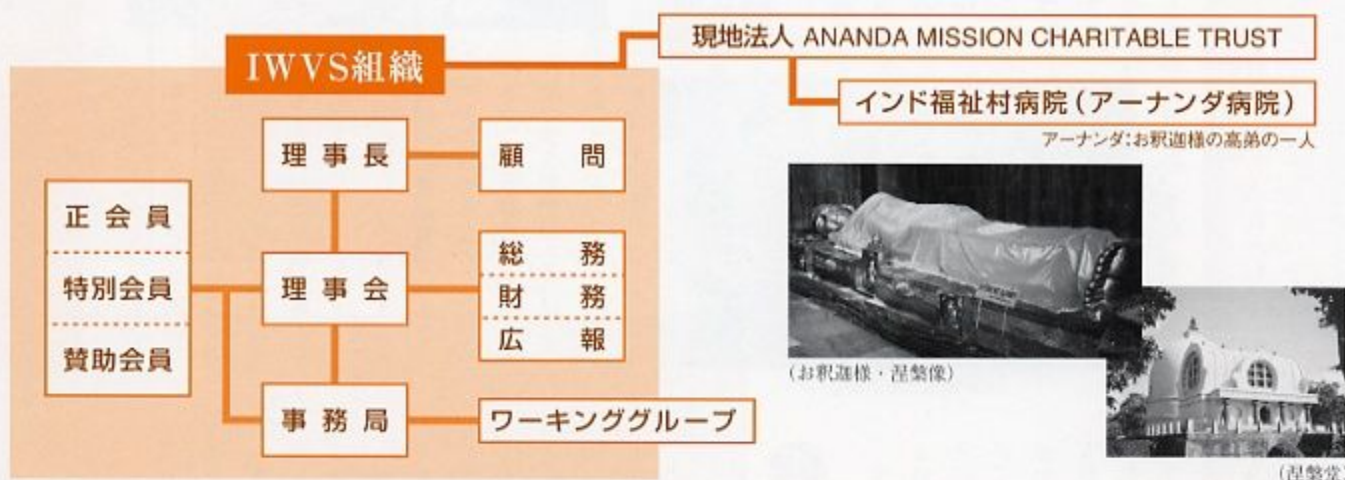 IWVS組織
現地法人 ANANDA MISSION CHARITABLE TRUST
インド福祉村病院(アーナンダ病院)
アーナンダ:お釈迦様の高弟の一人
理事長
顧問
正会員
特別会員
賛助会員
理事会
総務
財務
広報
事務局
ワーキンググループ
(お釈迦様・涅槃像)
(涅槃堂)